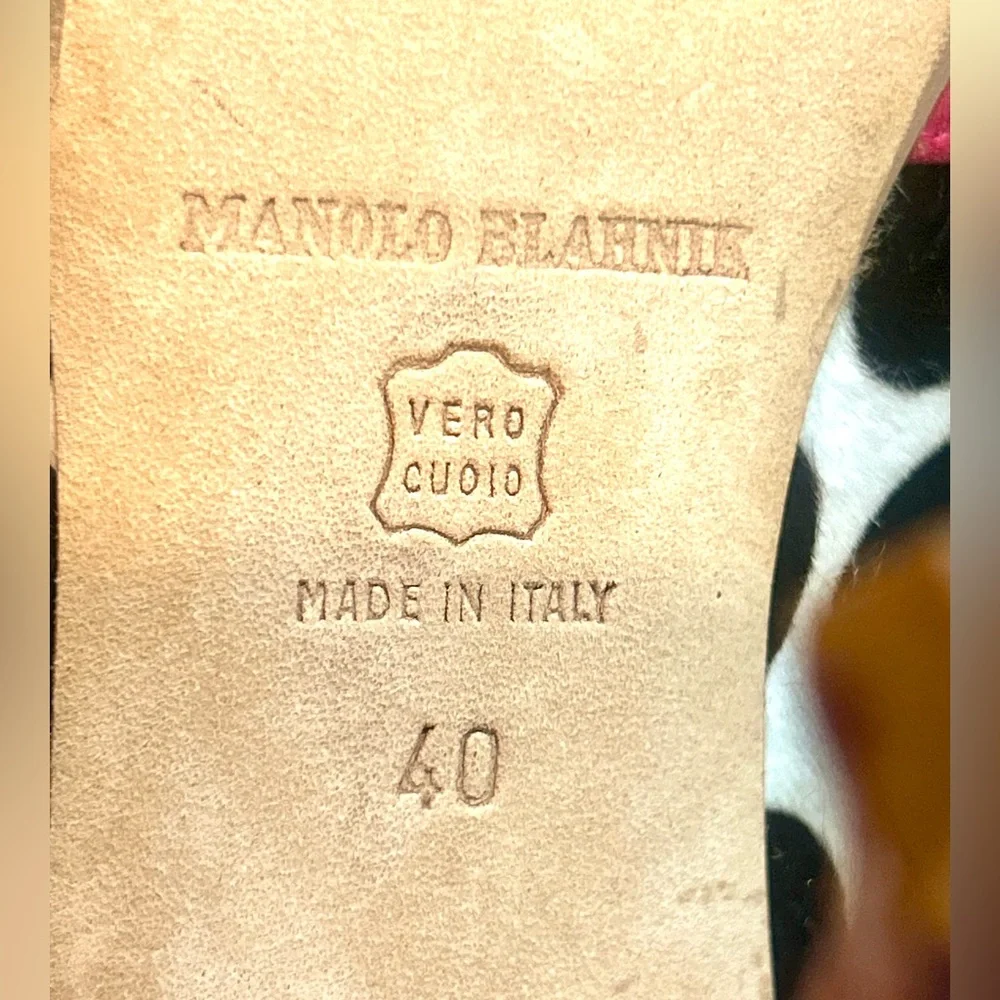 MANOLO BLAHNIK
VERO
CUOIO
MADE IN ITALY
40